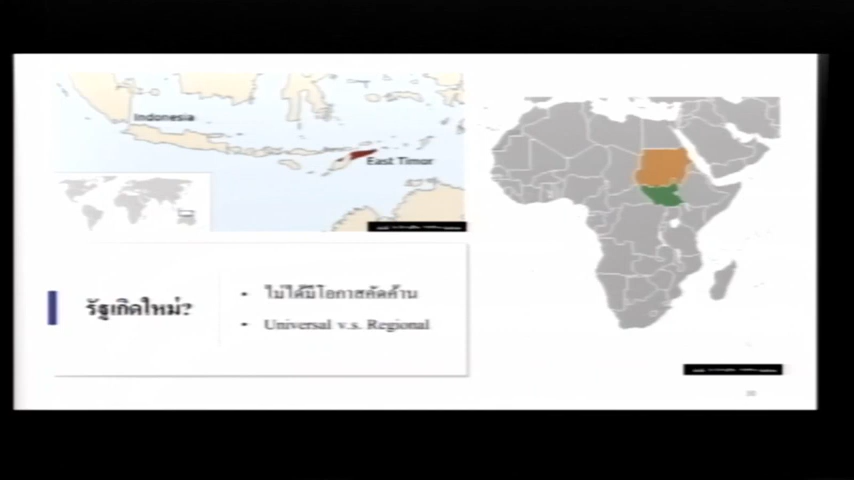 Indonesia
East Timor
รัฐเกิดใหม่?
• ไม่ได้มีโอกาสคัดค้าน
• Universal v.s. Regional